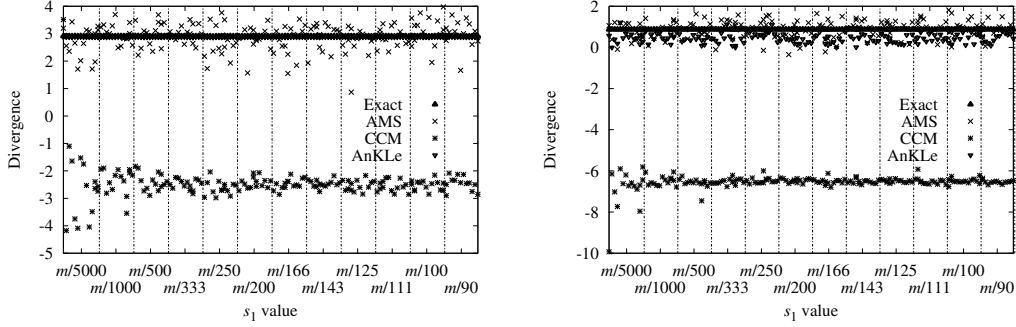 4
3
2
1
0
-1
-2
-3
-4
-5
Divergence
Exact
AMS
CCM
AnKLe
m/5000 m/500 m/250 m/166 m/125 m/100
m/1000 m/333 m/200 m/143 m/111 m/90
s1 value
2
0
-2
-4
-6
-8
-10
Divergence
Exact
AMS
CCM
AnKLe
m/5000 m/500 m/250 m/166 m/125 m/100
m/1000 m/333 m/200 m/143 m/111 m/90
s1 value